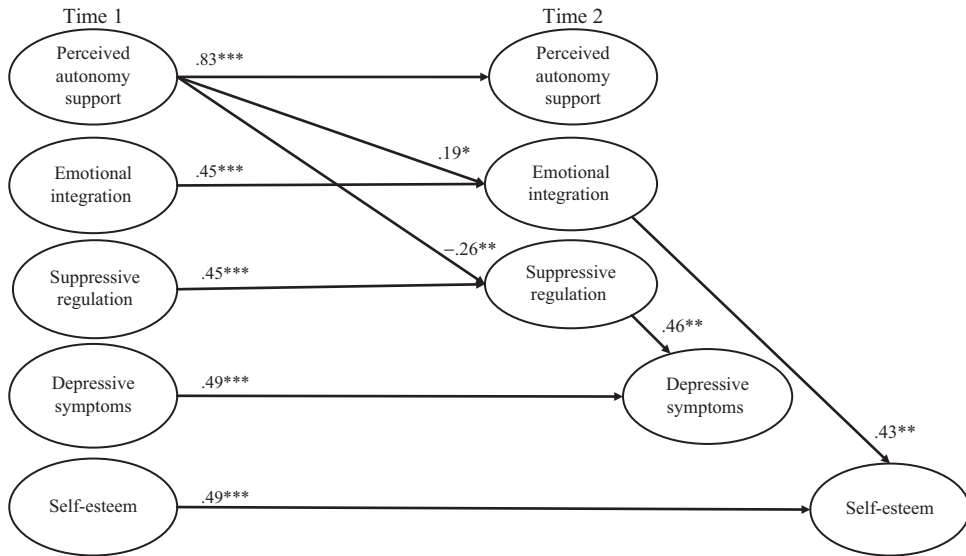 Time 1
Time 2
Perceived
autonomy
support
.83***
Perceived
autonomy
support
.19*
Emotional
integration
.45***
Emotional
integration
–.26**
Suppressive
regulation
.45***
Suppressive
regulation
.46**
Depressive
symptoms
.49***
Depressive
symptoms
.43**
Self-esteem
.49***
Self-esteem